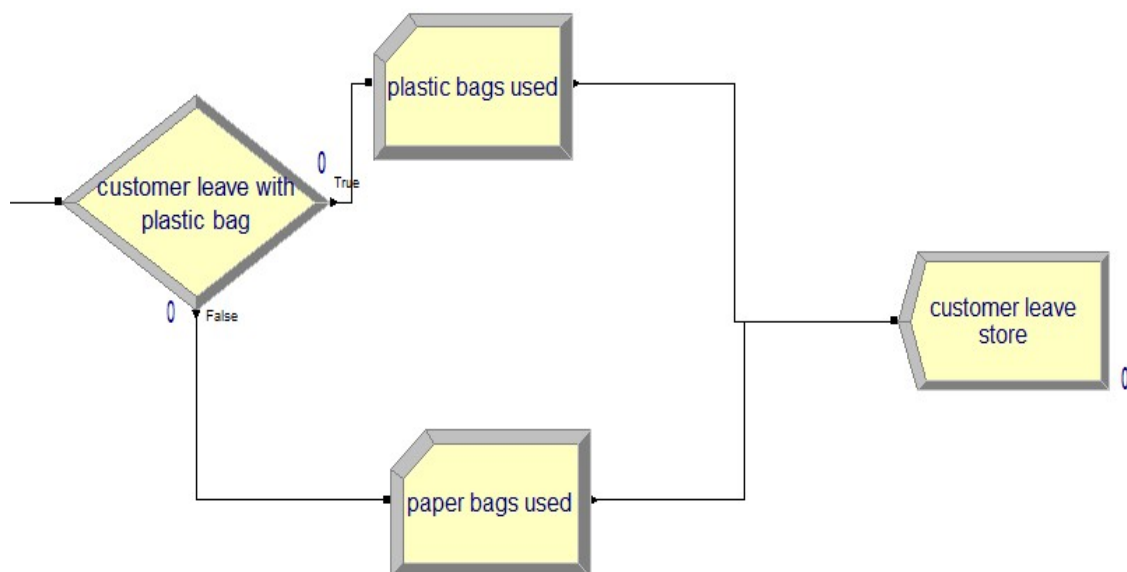 plastic bags used
0
True
customer leave with
plastic bag
0
False
customer leave
store
0
paper bags used